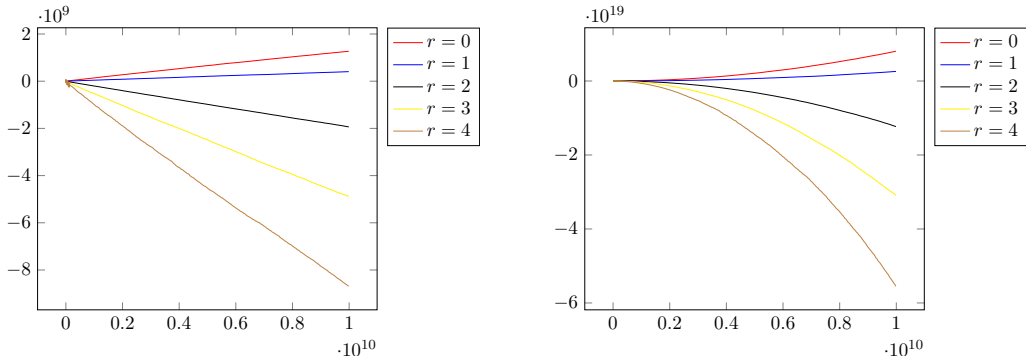 ·10^9
2
0
−2
−4
−6
−8
0 0.2 0.4 0.6 0.8 1
·10^10
r = 0
r = 1
r = 2
r = 3
r = 4
·10^19
0
−2
−4
−6
0 0.2 0.4 0.6 0.8 1
·10^10
r = 0
r = 1
r = 2
r = 3
r = 4